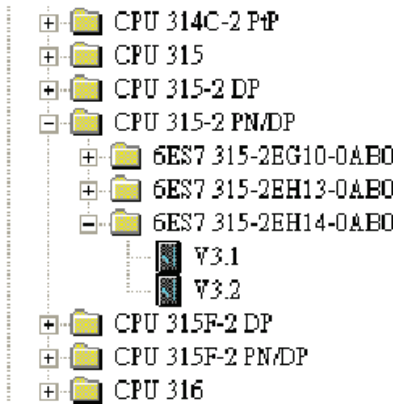 CPU 314C-2 PtP
CPU 315
CPU 315-2 DP
CPU 315-2 PN/DP
6ES7 315-2EG10-0AB0
6ES7 315-2EH13-0AB0
6ES7 315-2EH14-0AB0
V3.1
V3.2
CPU 315F-2 DP
CPU 315F-2 PN/DP
CPU 316